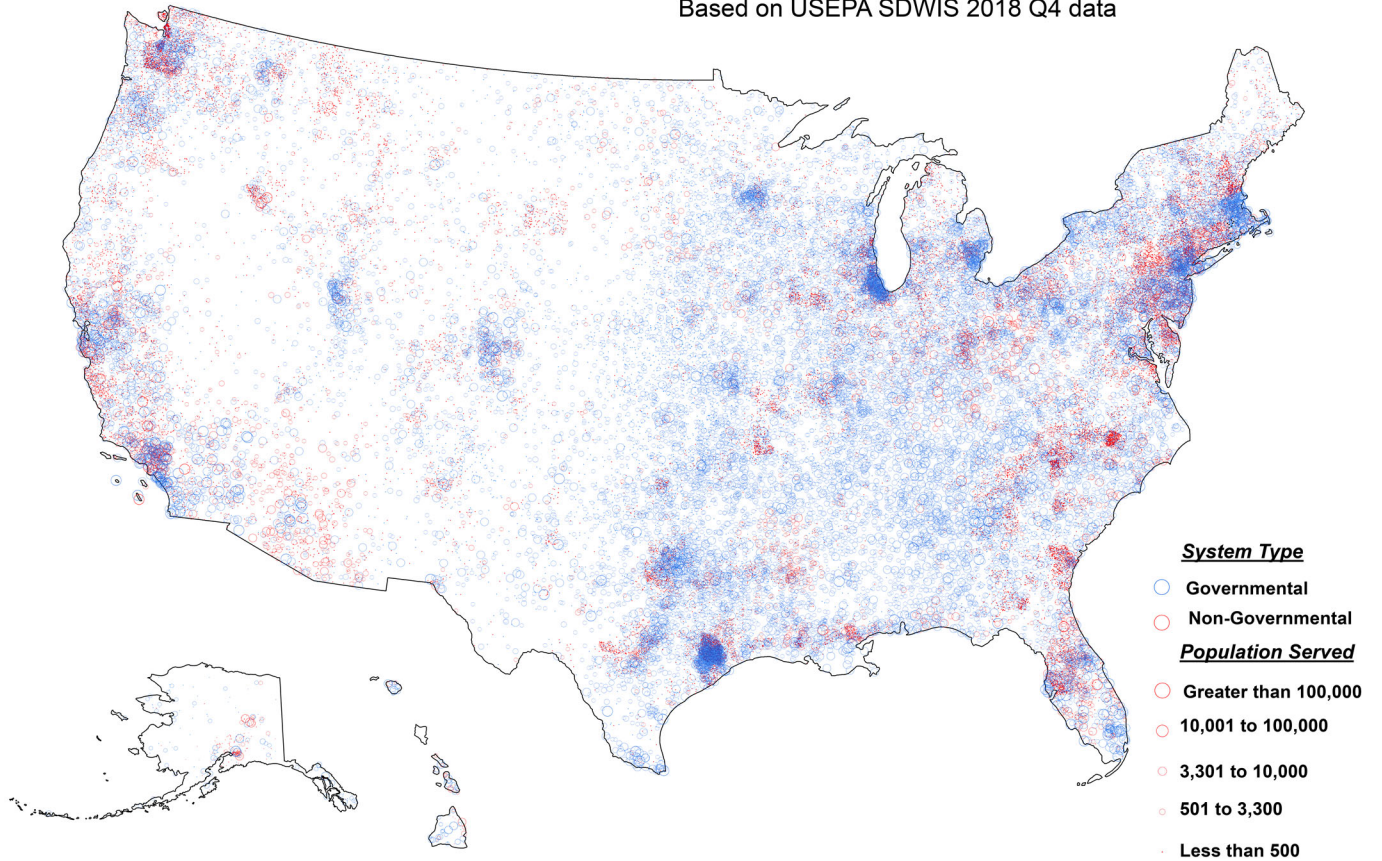 Based on USEPA SDWIS 2018 Q4 data
System Type
Governmental
Non-Governmental
Population Served
Greater than 100,000
10,001 to 100,000
3,301 to 10,000
501 to 3,300
Less than 500